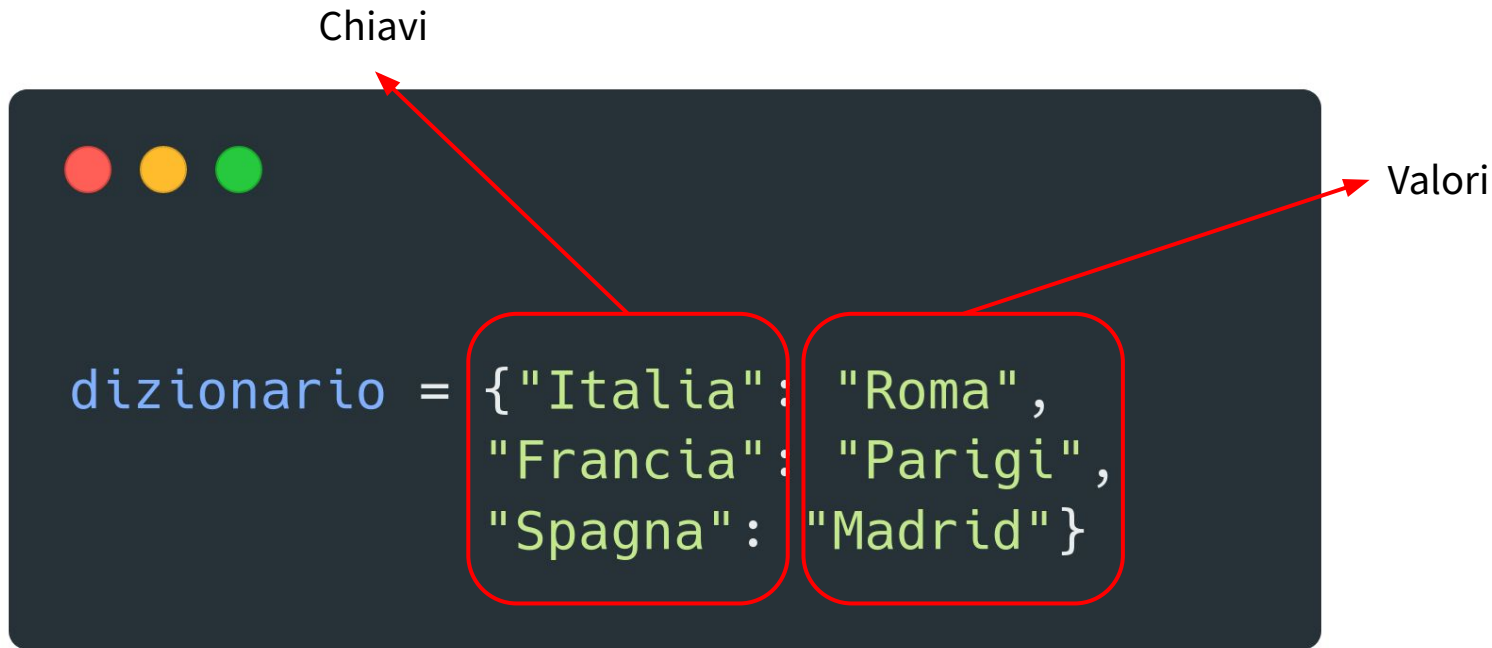 Chiavi
Valori
dizionario = {"Italia": "Roma",
"Francia": "Parigi",
"Spagna": "Madrid"}